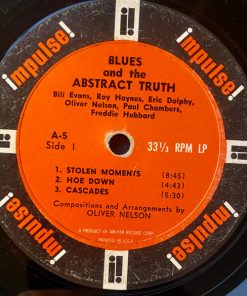 impulse!
BLUES
and the
ABSTRACT TRUTH
Bill Evans, Roy Haynes, Eric Dolphy,
Oliver Nelson, Paul Chambers,
Freddie Hubbard
A-5
Side 1
33⅓ RPM LP
1. STOLEN MOMENTS (8:45)
2. HOE DOWN (4:43)
3. CASCADES (5:30)
Compositions and Arrangements by
OLIVER NELSON
A PRODUCT OF AM-PAR RECORD CORP.
PRINTED IN U.S.A.
impulse!
impulse!
impulse!
i!
i!
i!
i!